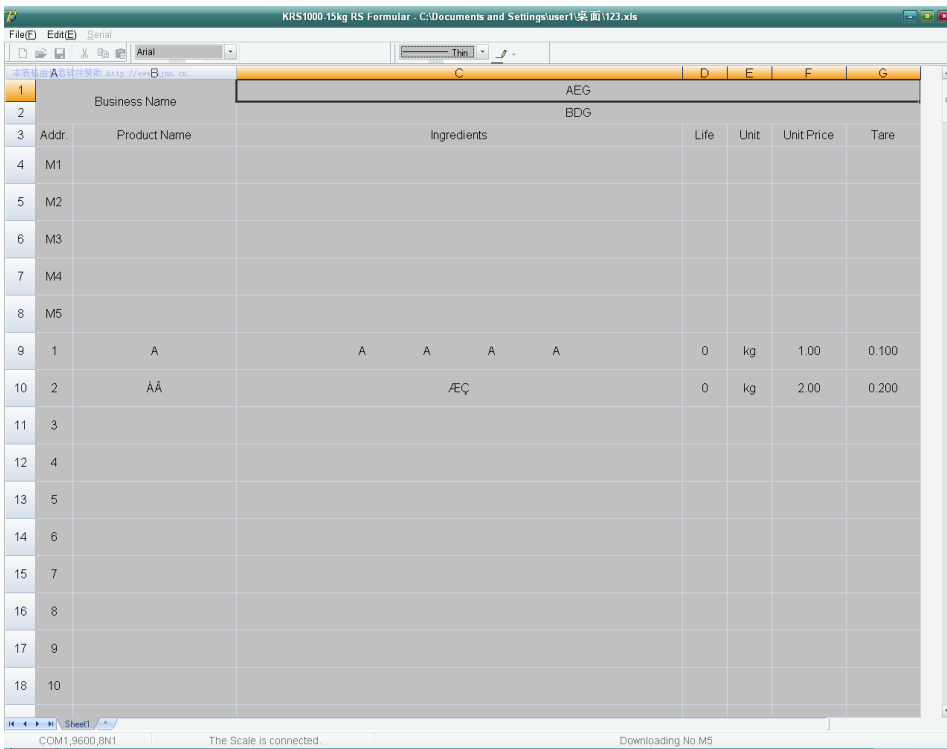 KRS1000-15kg RS Formular - C:\Documents and Settings\user1\桌面\123.xls
File(F) Edit(E) Serial
Arial Thin
A B C D E F G
1 Business Name AEG
2 BDG
3 Addr. Product Name Ingredients Life Unit Unit Price Tare
4 M1
5 M2
6 M3
7 M4
8 M5
9 1 A A A A A 0 kg 1.00 0.100
10 2 ÀÂ ÆÇ 0 kg 2.00 0.200
11 3
12 4
13 5
14 6
15 7
16 8
17 9
18 10
Sheet1
COM1,9600,8N1 The Scale is connected. Downloading No.M5